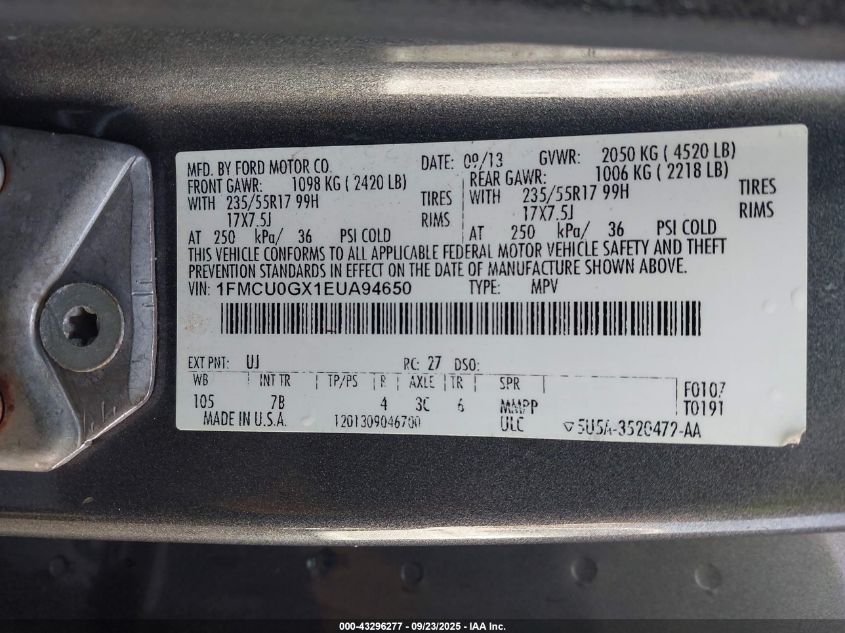 MFD. BY FORD MOTOR CO. DATE: 09/13 GVWR: 2050 KG ( 4520 LB)
FRONT GAWR: 1098 KG ( 2420 LB) REAR GAWR: 1006 KG ( 2218 LB)
WITH 235/55R17 99H TIRES WITH 235/55R17 99H TIRES
17X7.5J RIMS 17X7.5J RIMS
AT 250 kPa/ 36 PSI COLD AT 250 kPa/ 36 PSI COLD
THIS VEHICLE CONFORMS TO ALL APPLICABLE FEDERAL MOTOR VEHICLE SAFETY AND THEFT
PREVENTION STANDARDS IN EFFECT ON THE DATE OF MANUFACTURE SHOWN ABOVE.
VIN: 1FMCU0GX1EUA94650 TYPE: MPV
EXT PNT: UJ RC: 27 DSO:
WB INT TR TP/PS R AXLE TR SPR F0107
105 7B 4 3C 6 MMPP T0191
MADE IN U.S.A. 1201309046700 ULC 5U5A-3520472-AA
000-43296277 - 09/23/2025 - IAA Inc.